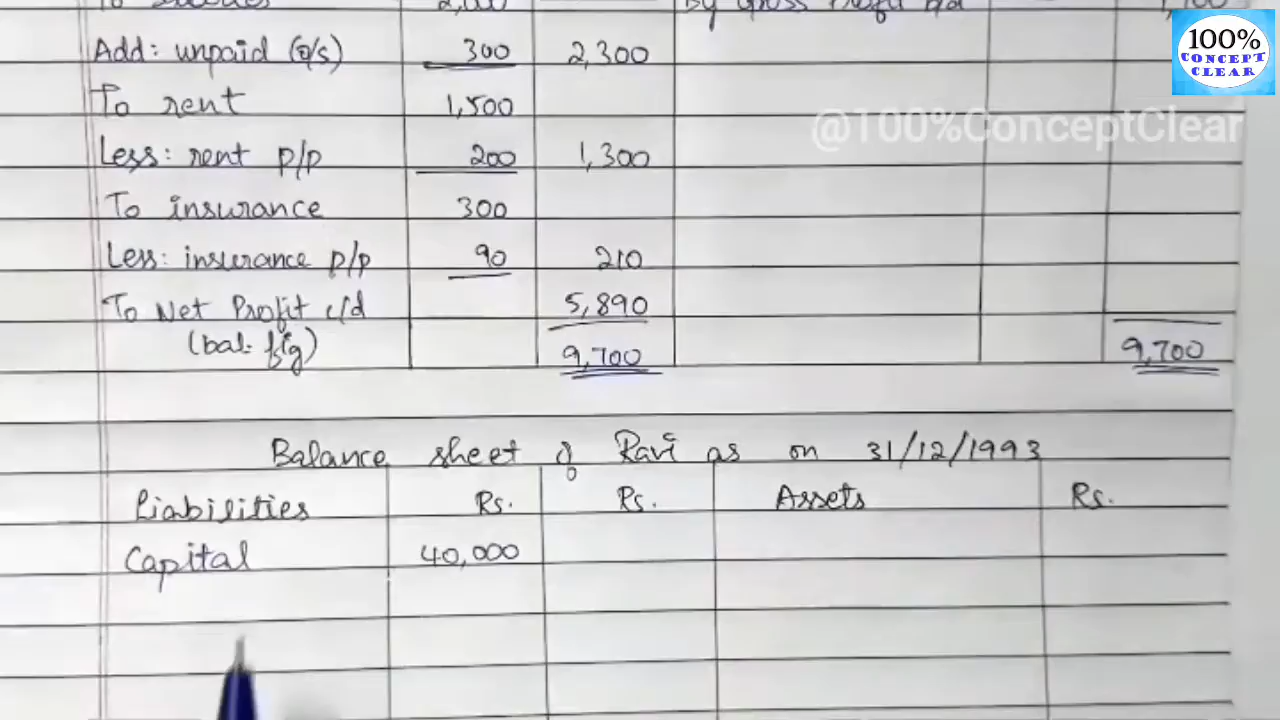 Add: unpaid (o/s) 300 2,300
To rent 1,500
Less: rent p/p 200 1,300
To insurance 300
Less: insurance p/p 90 210
To Net Profit c/d 5,890
(bal. fig) 9,700 9,700
Balance sheet of Ravi as on 31/12/1993
Liabilities Rs. Rs. Assets Rs.
Capital 40,000
100%
CONCEPT
CLEAR
@100%ConceptClear